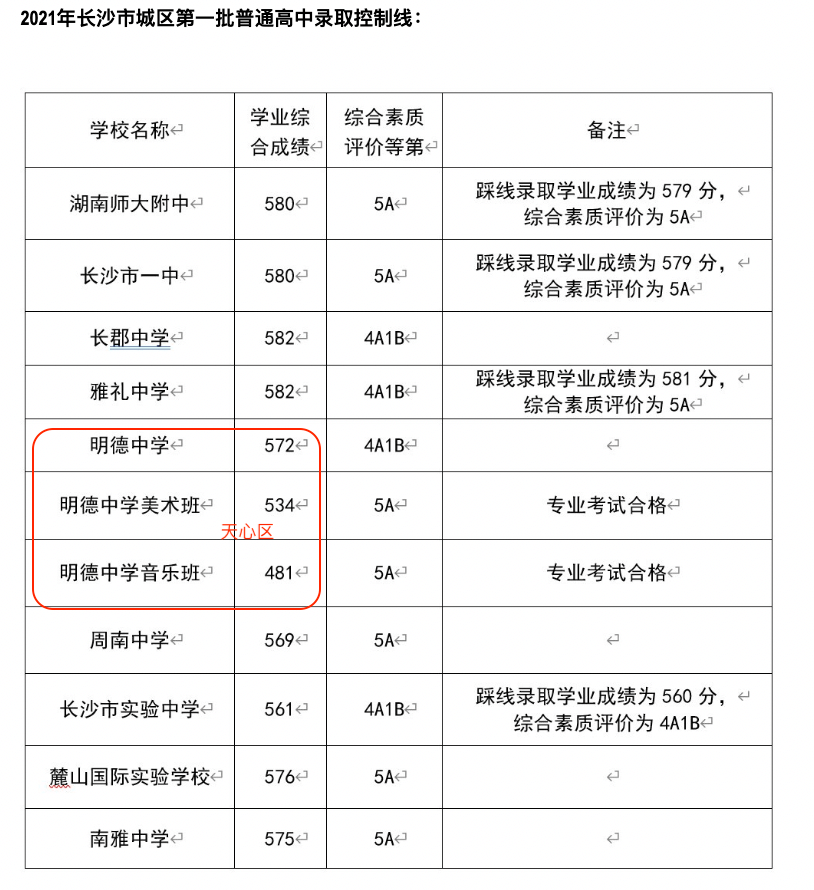 2021年长沙市城区第一批普通高中录取控制线：
学校名称
学业综
合成绩
综合素质
评价等第
备注
湖南师大附中
580
5A
踩线录取学业成绩为 579 分，
综合素质评价为 5A
长沙市一中
580
5A
踩线录取学业成绩为 579 分，
综合素质评价为 5A
长郡中学
582
4A1B
雅礼中学
582
4A1B
踩线录取学业成绩为 581 分，
综合素质评价为 5A
明德中学
572
4A1B
明德中学美术班
534
5A
专业考试合格
天心区
明德中学音乐班
481
5A
专业考试合格
周南中学
569
5A
长沙市实验中学
561
4A1B
踩线录取学业成绩为 560 分，
综合素质评价为 4A1B
麓山国际实验学校
576
5A
南雅中学
575
5A